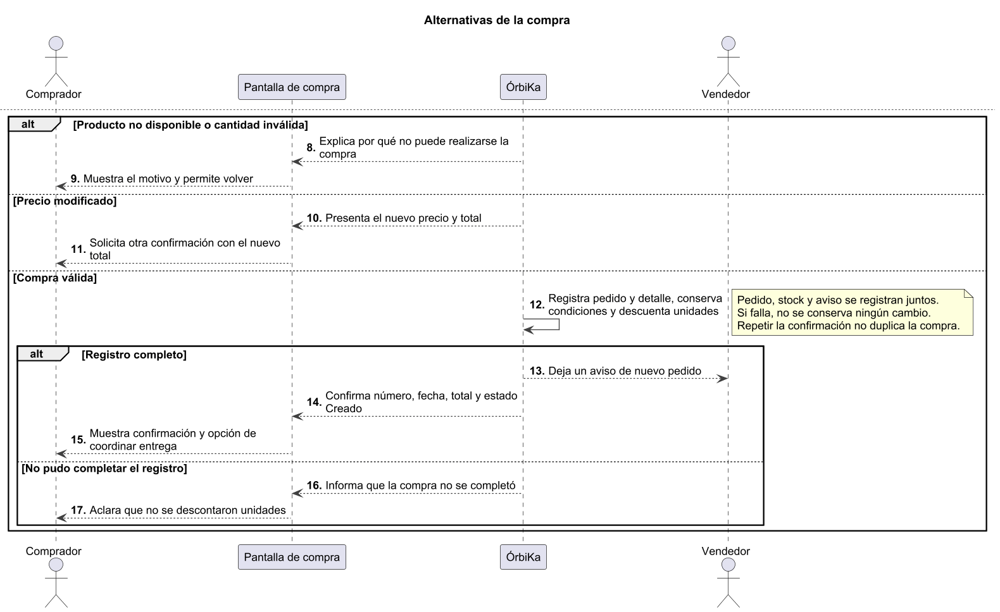 Alternativas de la compra
Comprador
Pantalla de compra
ÓrbiKa
Vendedor
alt
[Producto no disponible o cantidad inválida]
8. Explica por qué no puede realizarse la
compra
9. Muestra el motivo y permite volver
[Precio modificado]
10. Presenta el nuevo precio y total
11. Solicita otra confirmación con el nuevo
total
[Compra válida]
12. Registra pedido y detalle, conserva
condiciones y descuenta unidades
Pedido, stock y aviso se registran juntos.
Si falla, no se conserva ningún cambio.
Repetir la confirmación no duplica la compra.
alt
[Registro completo]
13. Deja un aviso de nuevo pedido
14. Confirma número, fecha, total y estado
Creado
15. Muestra confirmación y opción de
coordinar entrega
[No pudo completar el registro]
16. Informa que la compra no se completó
17. Aclara que no se descontaron unidades
Comprador
Pantalla de compra
ÓrbiKa
Vendedor